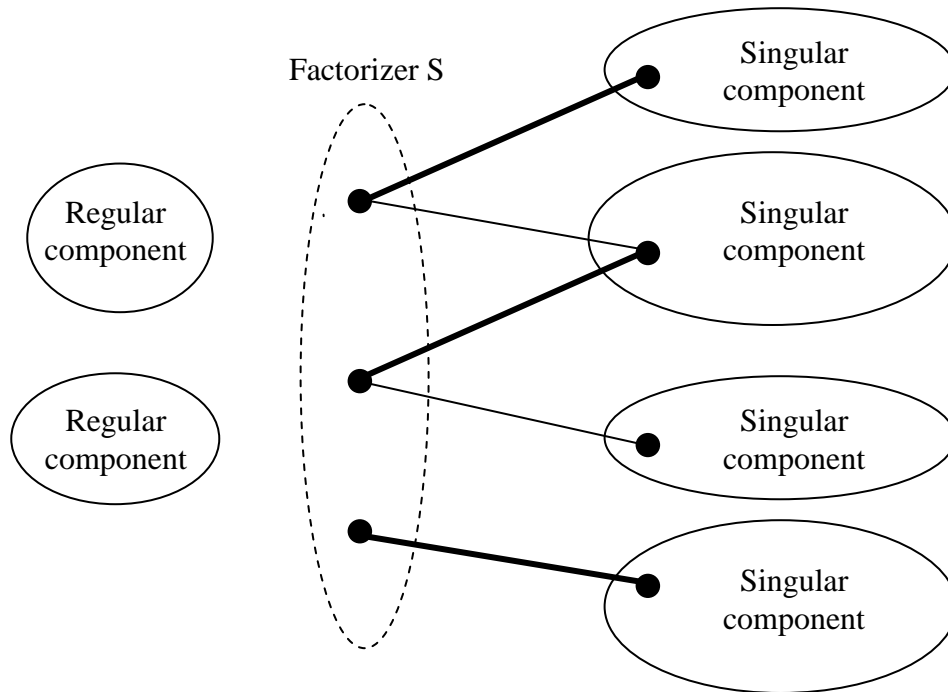 Factorizer S
Singular
component
Regular
component
Singular
component
Regular
component
Singular
component
Singular
component